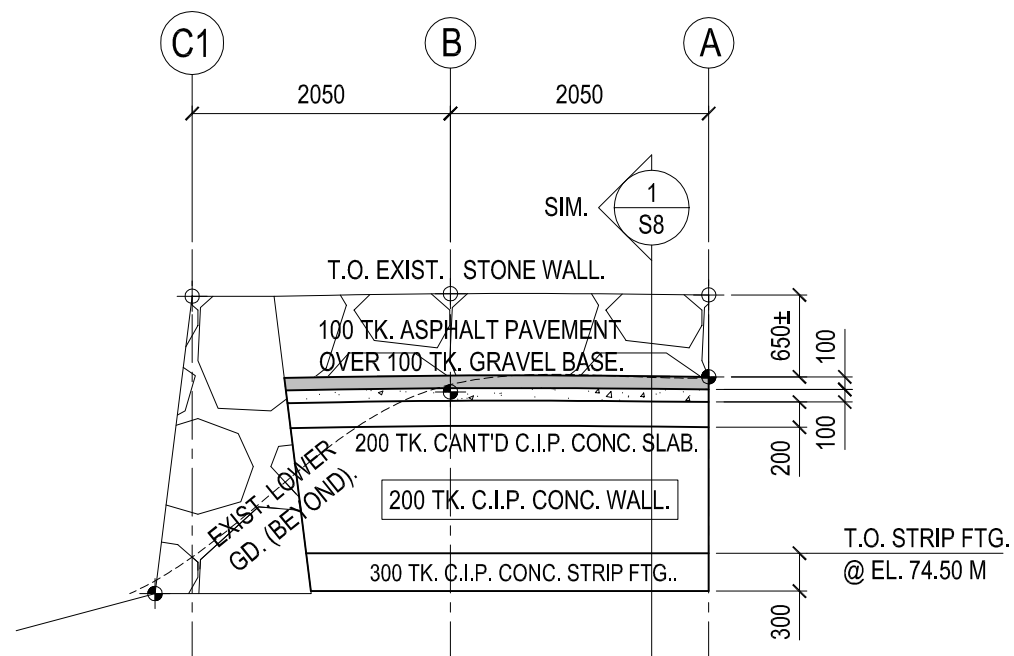 C1
B
A
2050
2050
SIM.
1
S8
T.O. EXIST. STONE WALL.
100 TK. ASPHALT PAVEMENT
OVER 100 TK. GRAVEL BASE.
650±
100
100
200
200 TK. CANT'D C.I.P. CONC. SLAB.
EXIST. LOWER
GD. (BEYOND).
200 TK. C.I.P. CONC. WALL.
T.O. STRIP FTG.
@ EL. 74.50 M
300 TK. C.I.P. CONC. STRIP FTG..
300